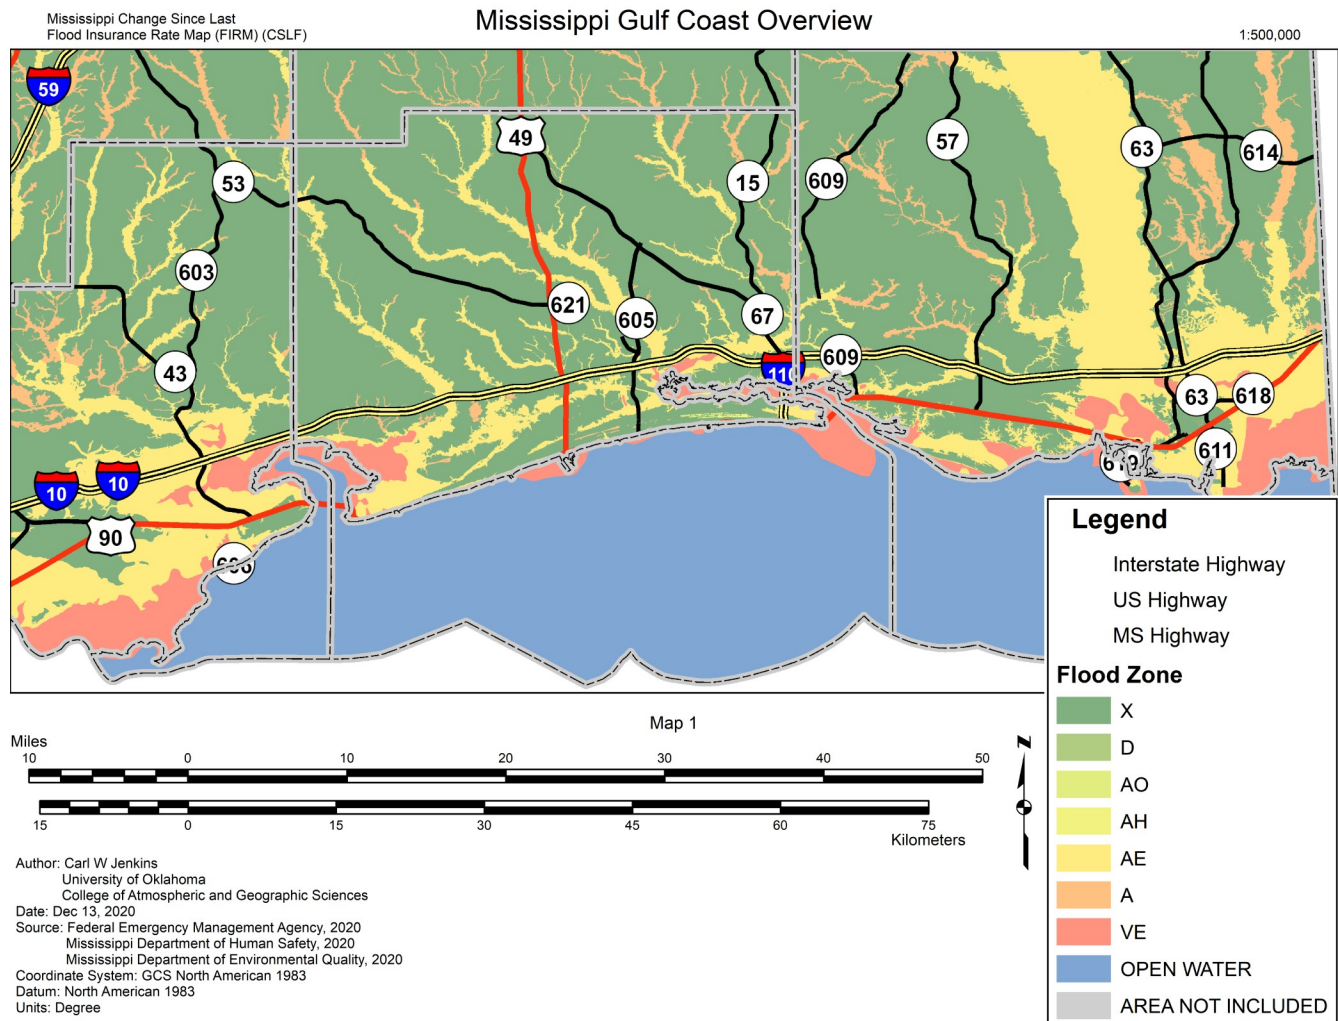 Mississippi Change Since Last
Flood Insurance Rate Map (FIRM) (CSLF)
Mississippi Gulf Coast Overview
1:500,000
59
49
53
15
609
57
63
614
603
621
605
67
43
110
609
63
618
611
10
10
90
Legend
Interstate Highway
US Highway
MS Highway
Flood Zone
X
D
AO
AH
AE
A
VE
OPEN WATER
AREA NOT INCLUDED
Map 1
Miles
10 0 10 20 30 40 50
15 0 15 30 45 60 75
Kilometers
N
Author: Carl W Jenkins
University of Oklahoma
College of Atmospheric and Geographic Sciences
Date: Dec 13, 2020
Source: Federal Emergency Management Agency, 2020
Mississippi Department of Human Safety, 2020
Mississippi Department of Environmental Quality, 2020
Coordinate System: GCS North American 1983
Datum: North American 1983
Units: Degree